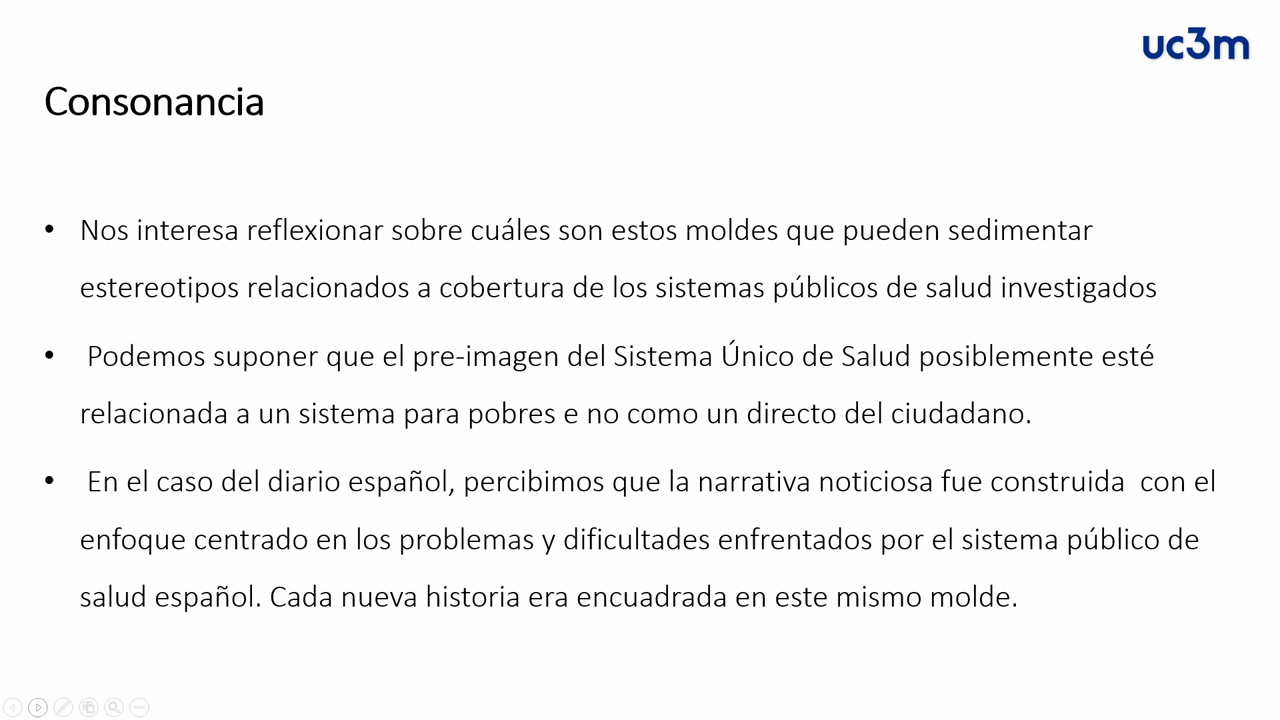 uc3m
Consonancia
• Nos interesa reflexionar sobre cuáles son estos moldes que pueden sedimentar
estereotipos relacionados a cobertura de los sistemas públicos de salud investigados
• Podemos suponer que el pre-imagen del Sistema Único de Salud posiblemente esté
relacionada a un sistema para pobres e no como un directo del ciudadano.
• En el caso del diario español, percibimos que la narrativa noticiosa fue construida con el
enfoque centrado en los problemas y dificultades enfrentados por el sistema público de
salud español. Cada nueva historia era encuadrada en este mismo molde.